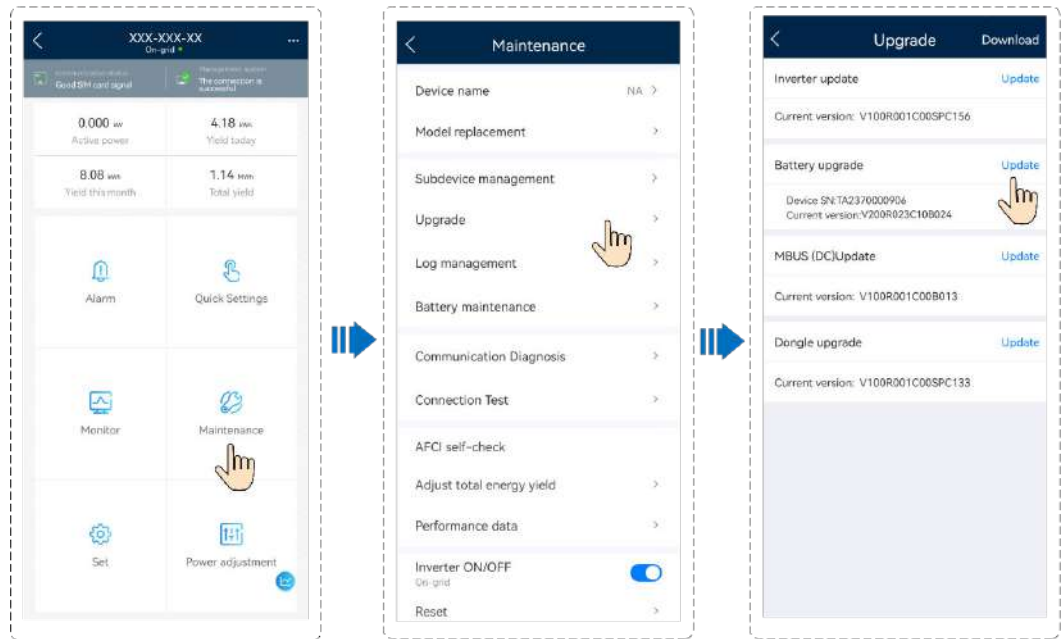 XXX-XXX-XX
On-grid
...
Communication status
Good SIM card signal
Management system
The connection is
successful
0.000 kW
Active power
4.18 kWh
Yield today
8.08 kWh
Yield this month
1.14 MWh
Total yield
Alarm
Quick Settings
Monitor
Maintenance
Set
Power adjustment
Maintenance
Device name NA >
Model replacement >
Subdevice management >
Upgrade >
Log management >
Battery maintenance >
Communication Diagnosis >
Connection Test >
AFCI self-check
Adjust total energy yield >
Performance data >
Inverter ON/OFF
On-grid
Reset >
Upgrade Download
Inverter update Update
Current version: V100R001C00SPC156
Battery upgrade Update
Device SN:TA2370000906
Current version:V200R023C10B024
MBUS (DC)Update Update
Current version: V100R001C00B013
Dongle upgrade Update
Current version: V100R001C00SPC133